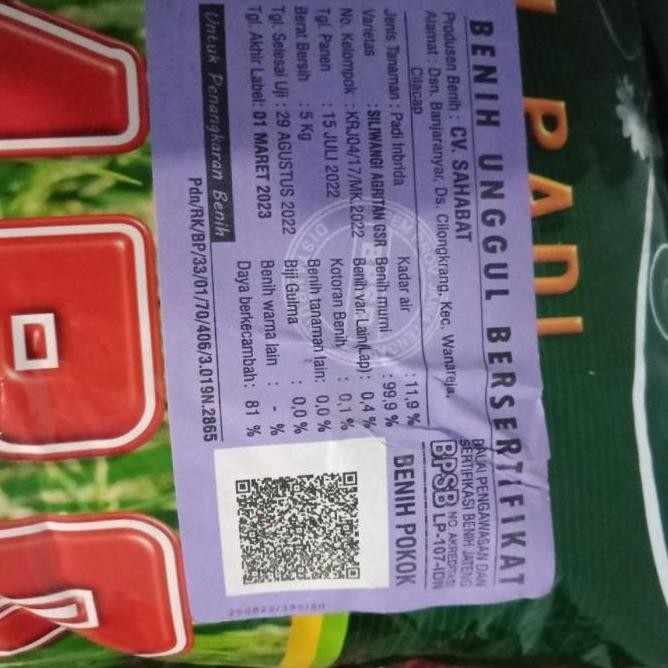 PADI
BENIH UNGGUL BERSERTIFIKAT
Produsen Benih : CV. SAHABAT
Alamat : Dsn. Banjaranyar, Ds. Cilongkrang, Kec. Wanareja,
Cilacap
BALAI PENGAWASAN DAN
SERTIFIKASI BENIH JATENG
BPSB NO. AKREDITASI
LP-107-IDN
BENIH POKOK
Jenis Tanaman : Padi Inbrida
Varietas : SILIWANGI AGRITAN GSR
No. Kelompok : KRJ04/17/MK.2022
Tgl. Panen : 15 JULI 2022
Berat Bersih : 5 Kg
Tgl. Selesai Uji : 29 AGUSTUS 2022
Tgl. Akhir Label: 01 MARET 2023
Kadar air : 11,9 %
Benih murni : 99,9 %
Benih var. Lain(Lap) : 0,4 %
Kotoran Benih : 0,1 %
Benih tanaman lain: 0,0 %
Biji Gulma : 0,0 %
Benih warna lain : - %
Daya berkecambah: 81 %
Untuk Penangkaran Benih
Pdn/RK/BP/33/01/70/406/3.019N.2865